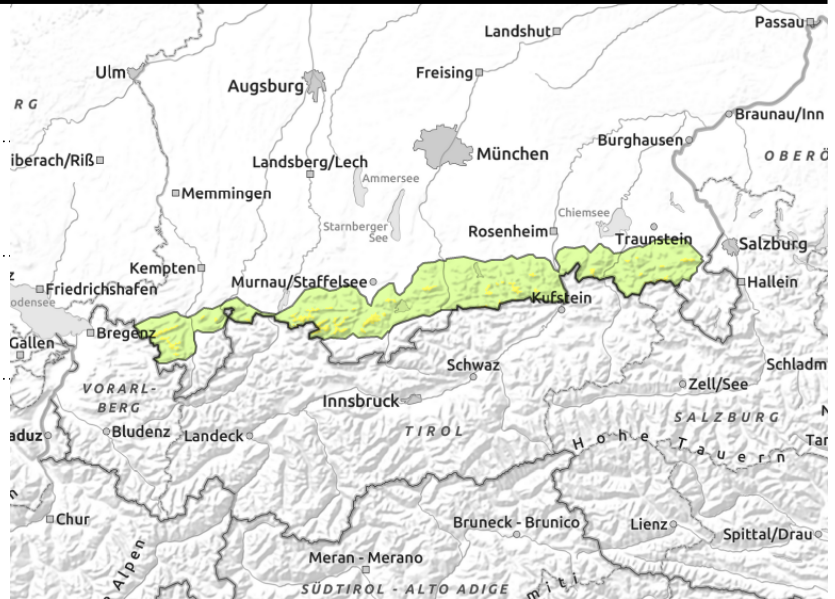 Passau
Landshut
Ulm
Freising
Augsburg
RG
Braunau/Inn
Burghausen
iberach/Riß
München
OBERÖ
Landsberg/Lech
Ammersee
Memmingen
Chiemsee
Starnberger
See
Rosenheim
Traunstein
Salzburg
Kempten
z
Murnau/Staffelsee
Hallein
Friedrichshafen
odensee
Kufstein
Bregenz
Gallen
Schwaz
Schladm
VORARL-
BERG
Zell/See
Innsbruck
SALZBURG
N
aduz
Bludenz
Landeck
TIROL
Hohe Tauern
Tar
n
Chur
Bruneck - Brunico
Lienz
Spittal/Drau
Alpen
Meran - Merano
SÜDTIROL - ALTO ADIGE
miti